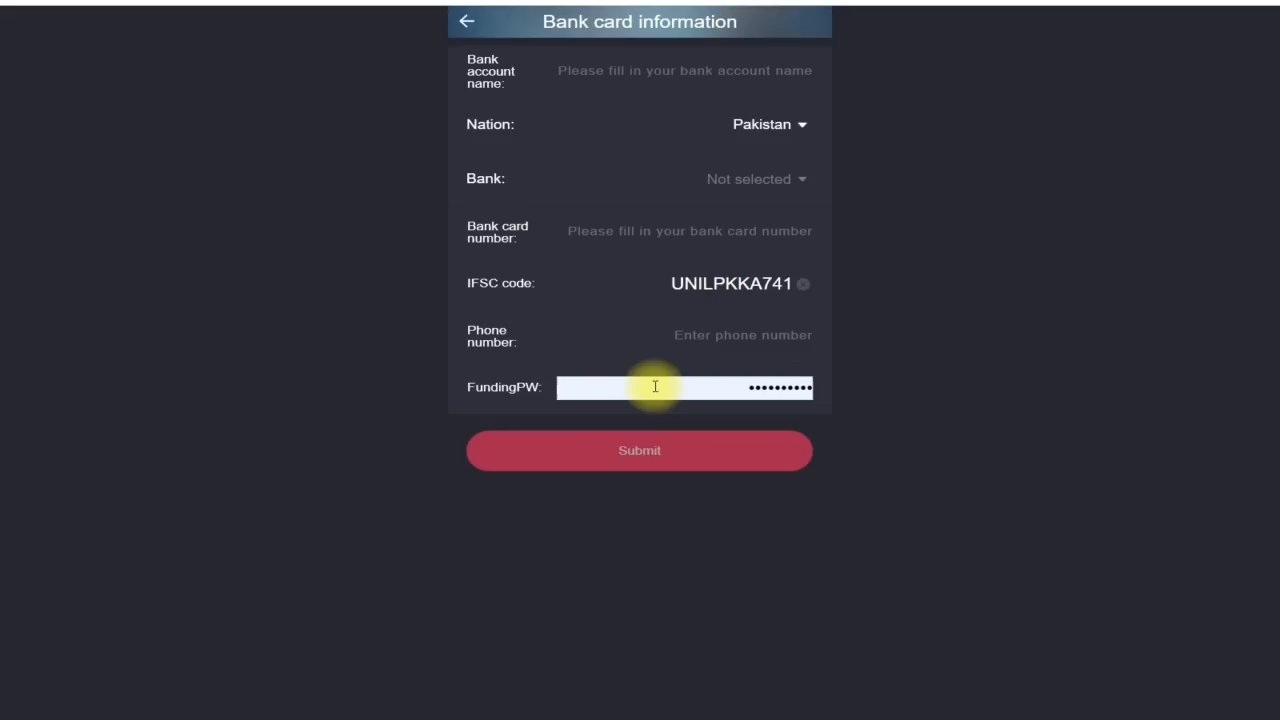 Bank card information
Bank
account
name:
Please fill in your bank account name
Nation:
Pakistan
Bank:
Not selected
Bank card
number:
Please fill in your bank card number
IFSC code:
UNILPKKA741
Phone
number:
Enter phone number
FundingPW:
••••••••••
Submit